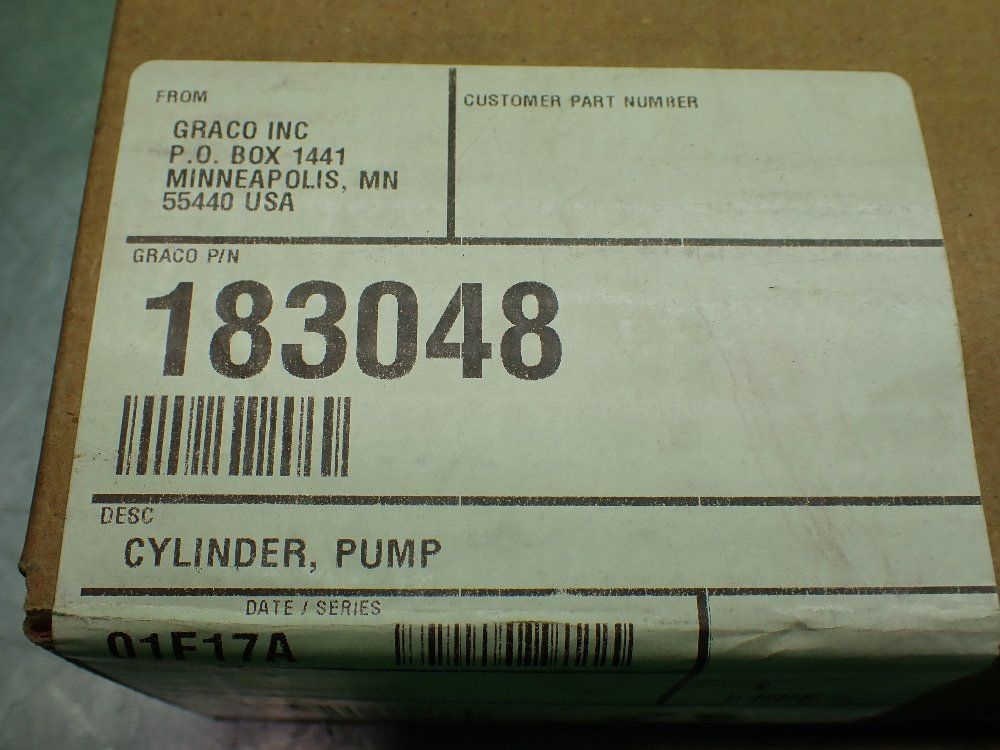 FROM
GRACO INC
P.O. BOX 1441
MINNEAPOLIS, MN
55440 USA
CUSTOMER PART NUMBER
GRACO P/N
183048
DESC
CYLINDER, PUMP
DATE / SERIES
01F17A